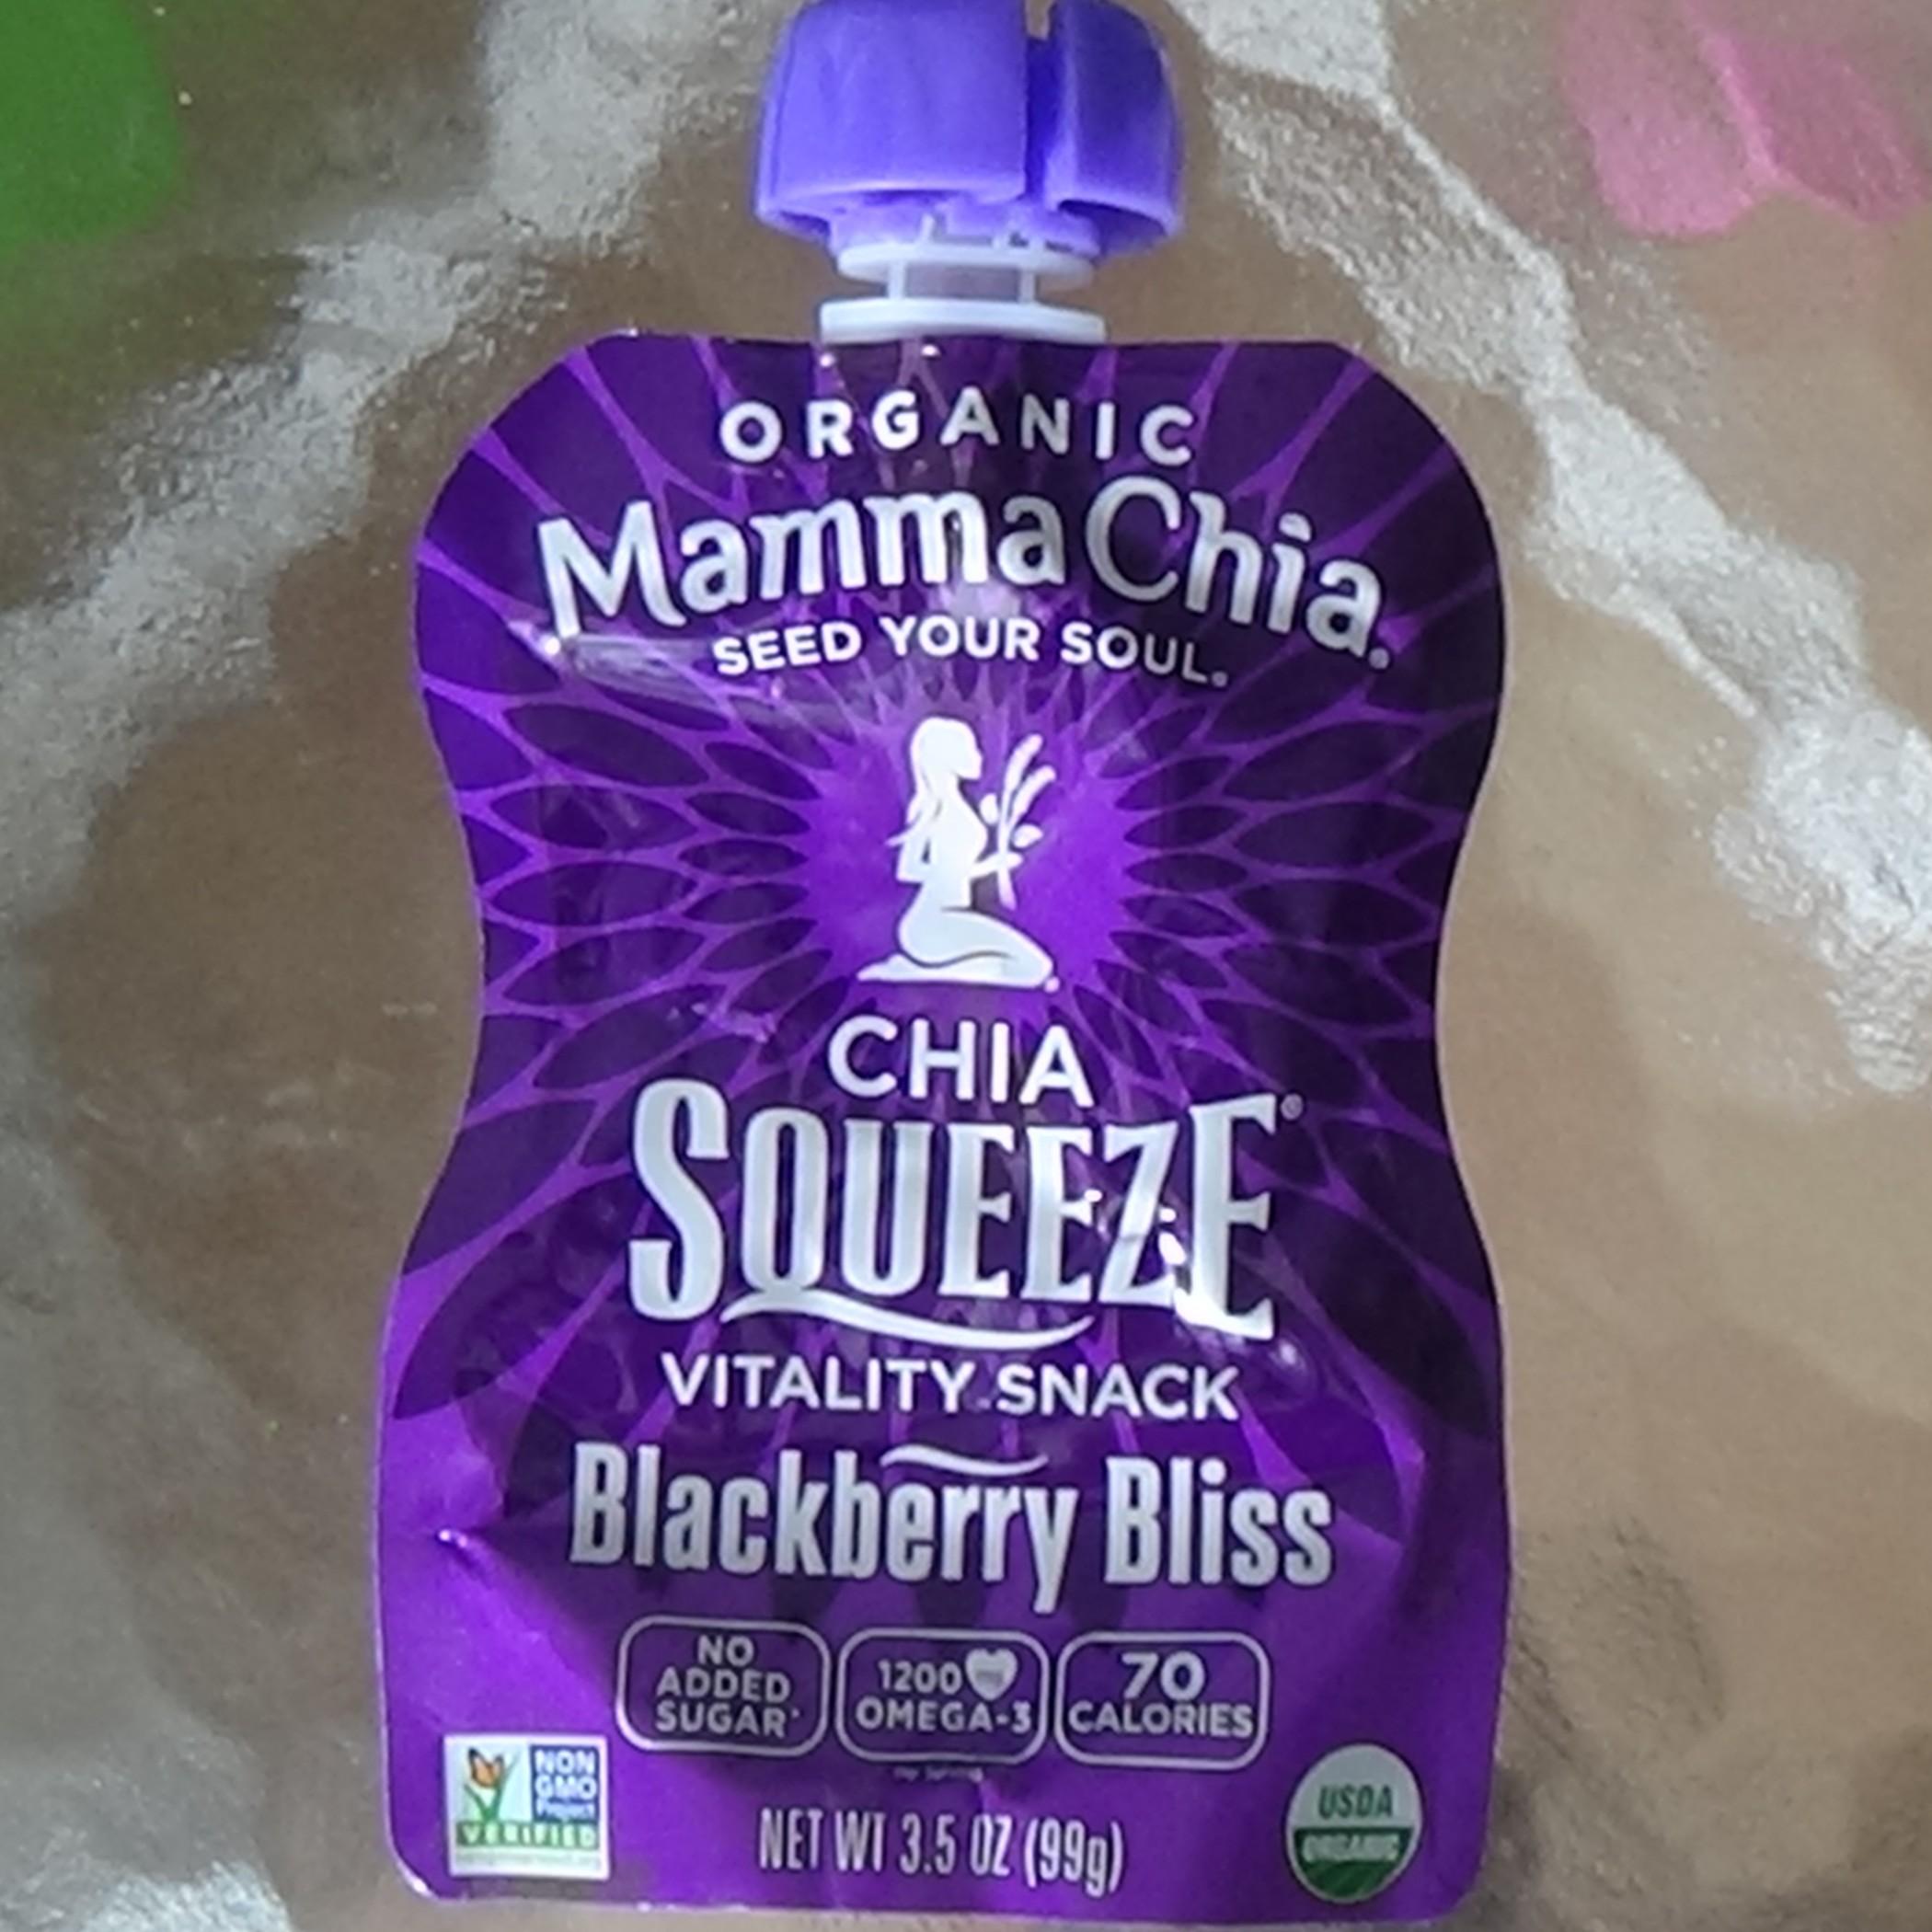 ORGANIC
Mamma Chia®
SEED YOUR SOUL®
CHIA
SQUEEZE®
VITALITY SNACK
Blackberry Bliss
NO
ADDED
SUGAR*
1200
OMEGA-3
70
CALORIES
NON
GMO
Project
VERIFIED
NET WT 3.5 OZ (99g)
USDA
ORGANIC